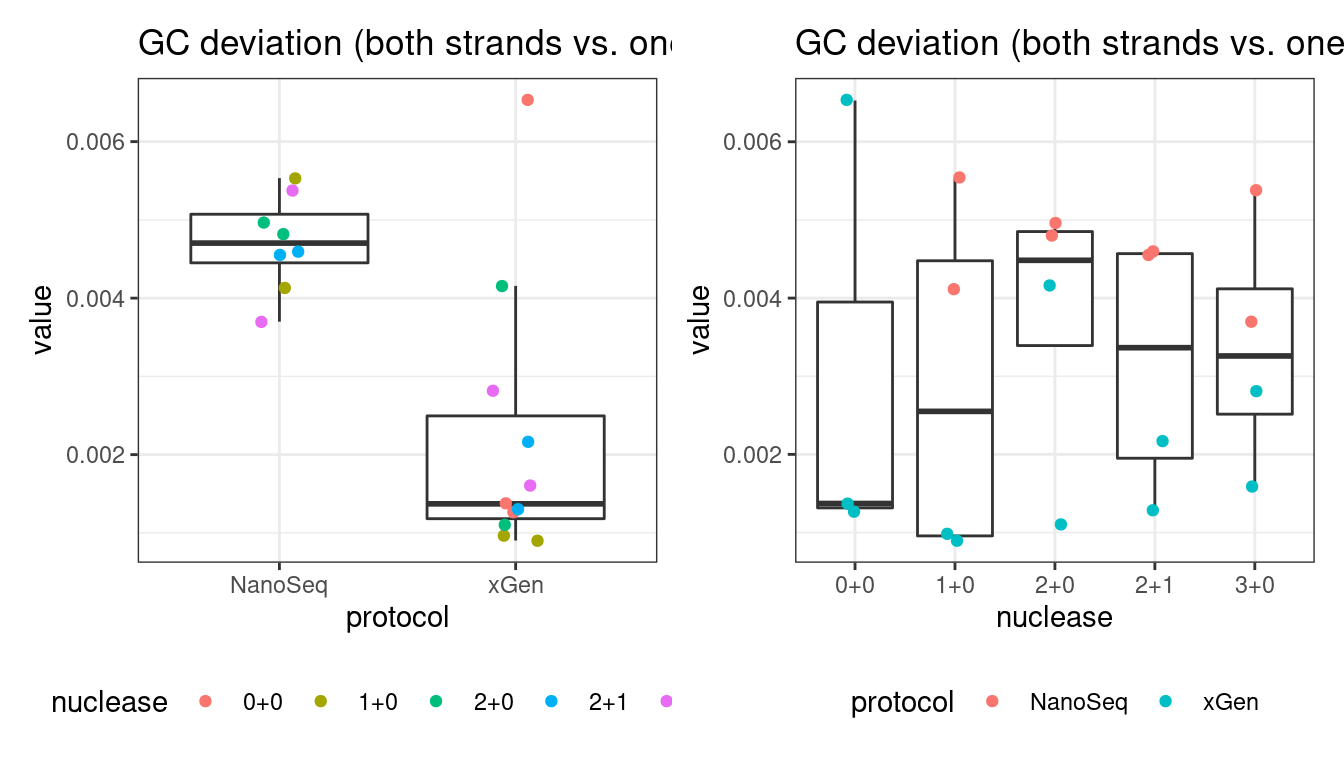 GC deviation (both strands vs. one
value
0.006
0.004
0.002
NanoSeq xGen
protocol
nuclease 0+0 1+0 2+0 2+1
GC deviation (both strands vs. one
value
0.006
0.004
0.002
0+0 1+0 2+0 2+1 3+0
nuclease
protocol NanoSeq xGen